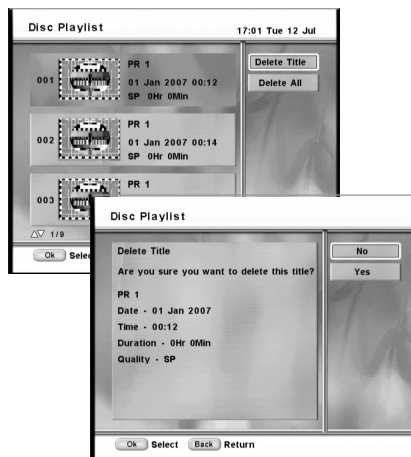 Disc Playlist
17:01 Tue 12 Jul
001
PR 1
01 Jan 2007 00:12
SP 0Hr 0Min
Delete Title
Delete All
002
PR 1
01 Jan 2007 00:14
SP 0Hr 0Min
003
PR 1
1/9
Ok
Disc Playlist
Delete Title
Are you sure you want to delete this title?
PR 1
Date - 01 Jan 2007
Time - 00:12
Duration - 0Hr 0Min
Quality - SP
No
Yes
Ok Select Back Return